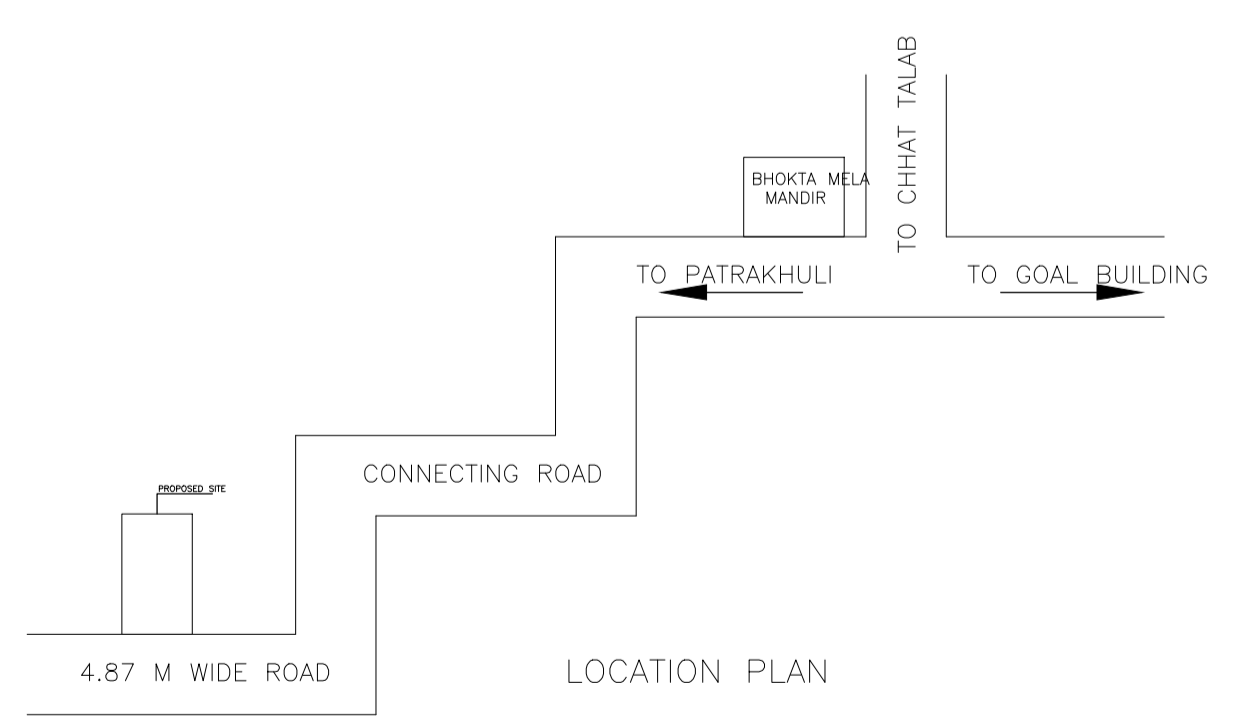 TO CHHAT TALAB
BHOKTA MELA
MANDIR
TO PATRAKHULI
TO GOAL BUILDING
CONNECTING ROAD
PROPOSED SITE
4.87 M WIDE ROAD
LOCATION PLAN